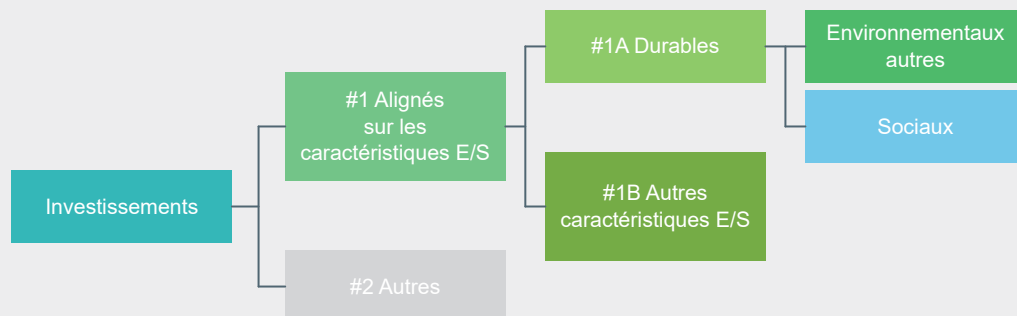 Investissements
#1 Alignés
sur les
caractéristiques E/S
#2 Autres
#1A Durables
#1B Autres
caractéristiques E/S
Environnementaux
autres
Sociaux